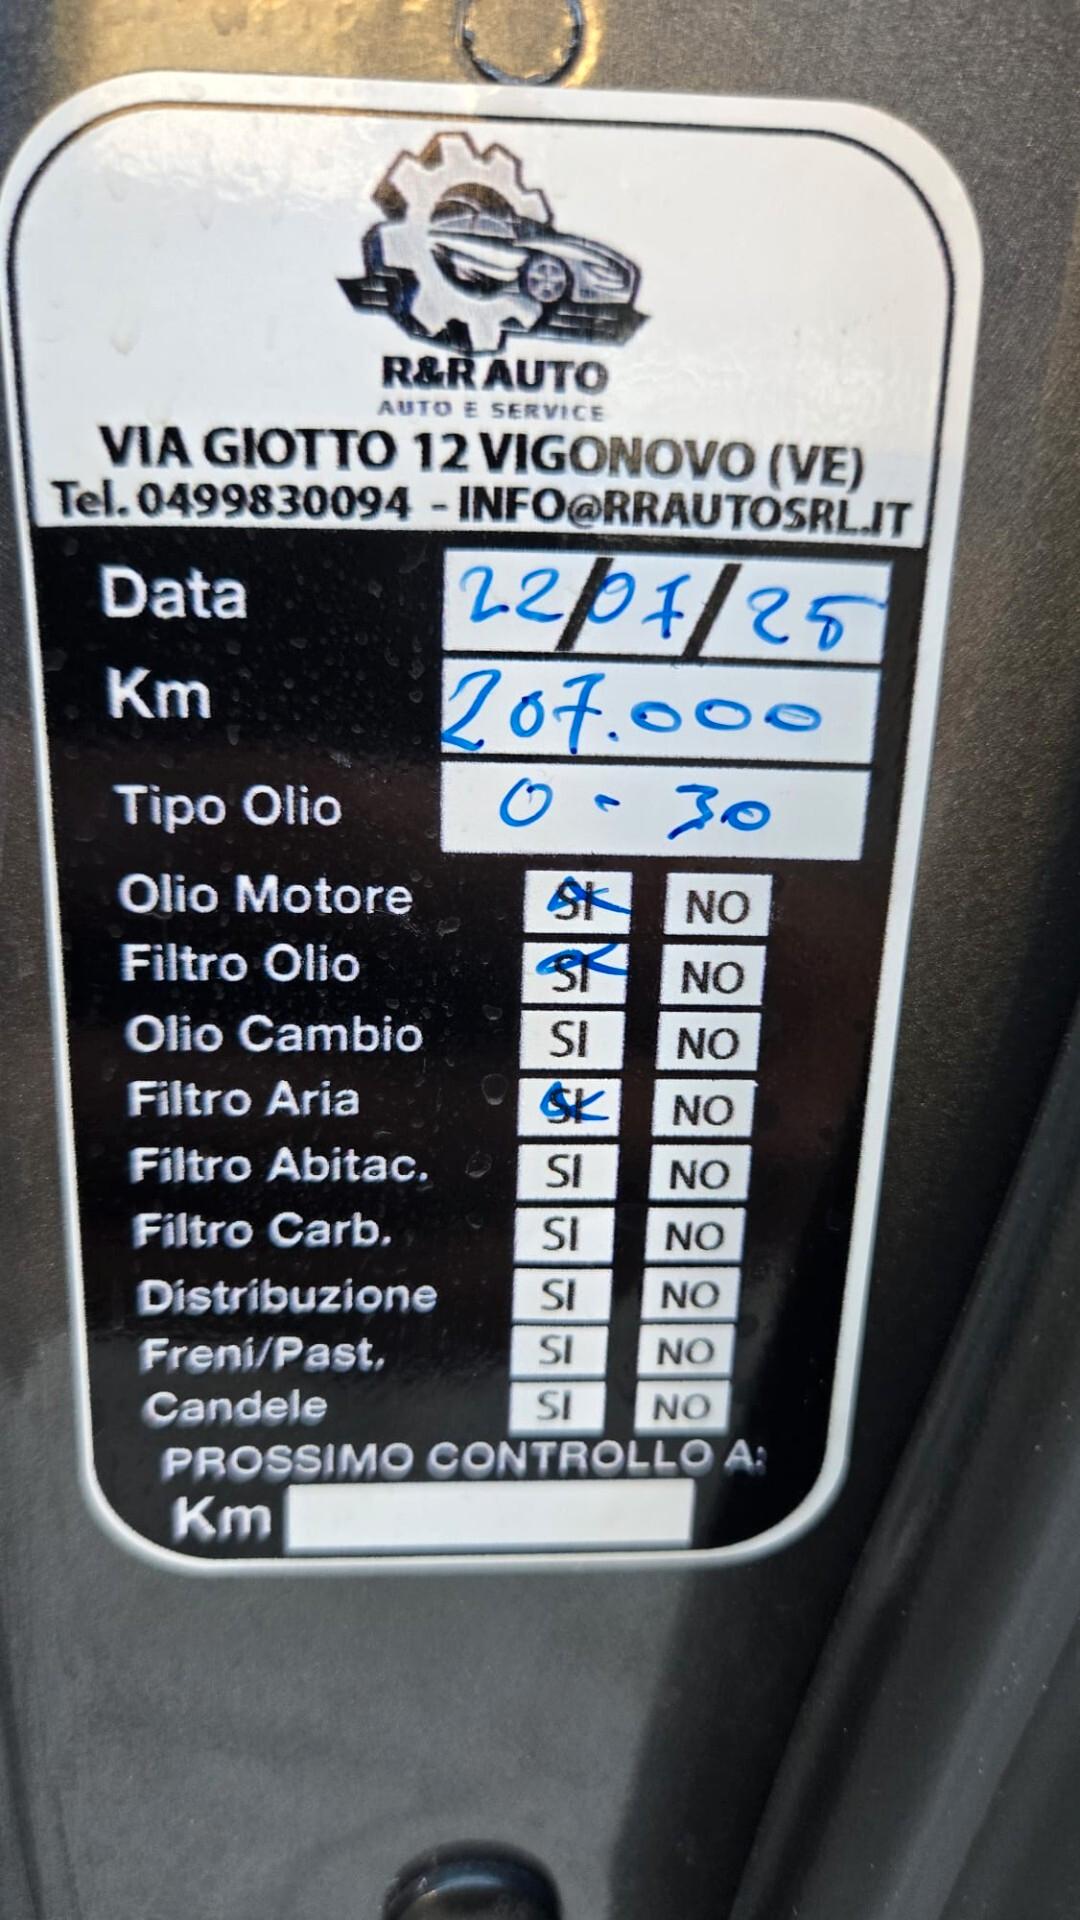 R&R AUTO
AUTO E SERVICE
VIA GIOTTO 12 VIGONOVO (VE)
Tel. 0499830094 - INFO@RRAUTOSRL.IT
Data 22/07/25
Km 207.000
Tipo Olio 0 - 30
Olio Motore SI NO
Filtro Olio SI NO
Olio Cambio SI NO
Filtro Aria SI NO
Filtro Abitac. SI NO
Filtro Carb. SI NO
Distribuzione SI NO
Freni/Past. SI NO
Candele SI NO
PROSSIMO CONTROLLO A:
Km